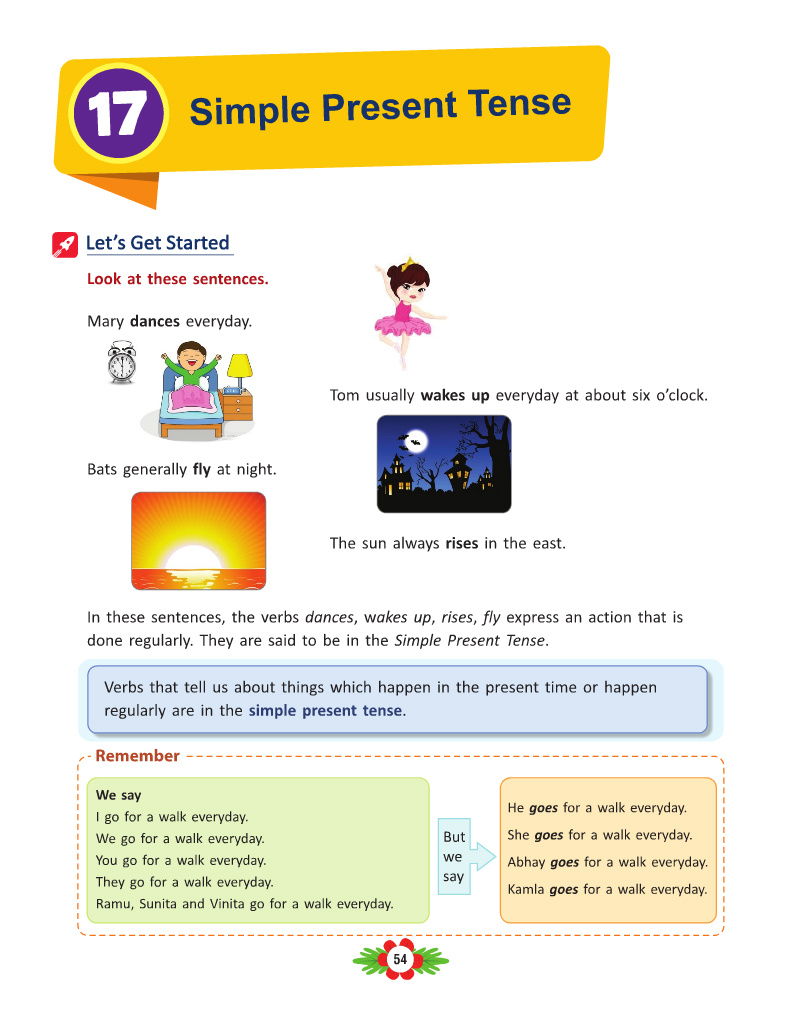 17
Simple Present Tense
Let's Get Started
Look at these sentences.
Mary dances everyday.
Tom usually wakes up everyday at about six o'clock.
Bats generally fly at night.
The sun always rises in the east.
In these sentences, the verbs dances, wakes up, rises, fly express an action that is
done regularly. They are said to be in the Simple Present Tense.
Verbs that tell us about things which happen in the present time or happen
regularly are in the simple present tense.
Remember
We say
I go for a walk everyday.
We go for a walk everyday.
You go for a walk everyday.
They go for a walk everyday.
Ramu, Sunita and Vinita go for a walk everyday.
But
we
say
He goes for a walk everyday.
She goes for a walk everyday.
Abhay goes for a walk everyday.
Kamla goes for a walk everyday.
54